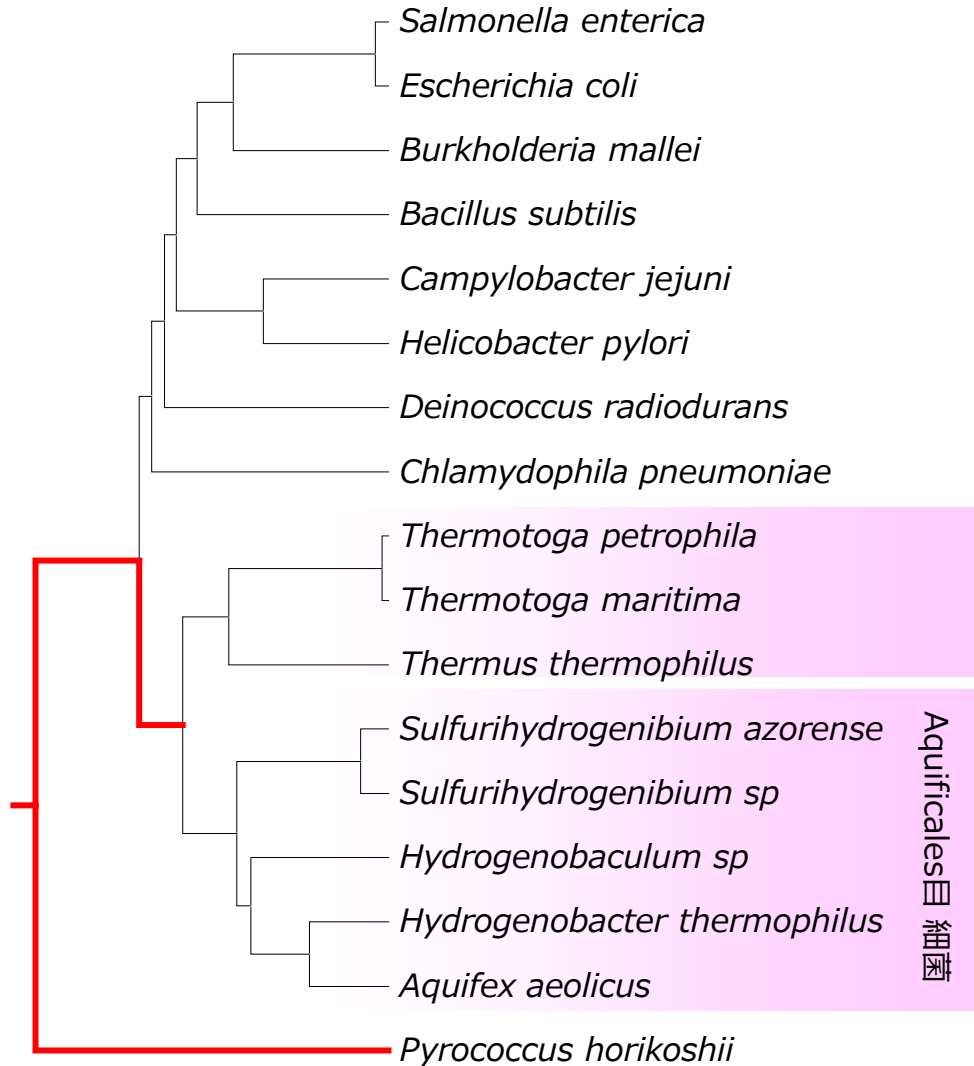 Salmonella enterica
Escherichia coli
Burkholderia mallei
Bacillus subtilis
Campylobacter jejuni
Helicobacter pylori
Deinococcus radiodurans
Chlamydophila pneumoniae
Thermotoga petrophila
Thermotoga maritima
Thermus thermophilus
Sulfurihydrogenibium azorense
Sulfurihydrogenibium sp
Hydrogenobaculum sp
Hydrogenobacter thermophilus
Aquifex aeolicus
Aquificales目 細菌
Pyrococcus horikoshii